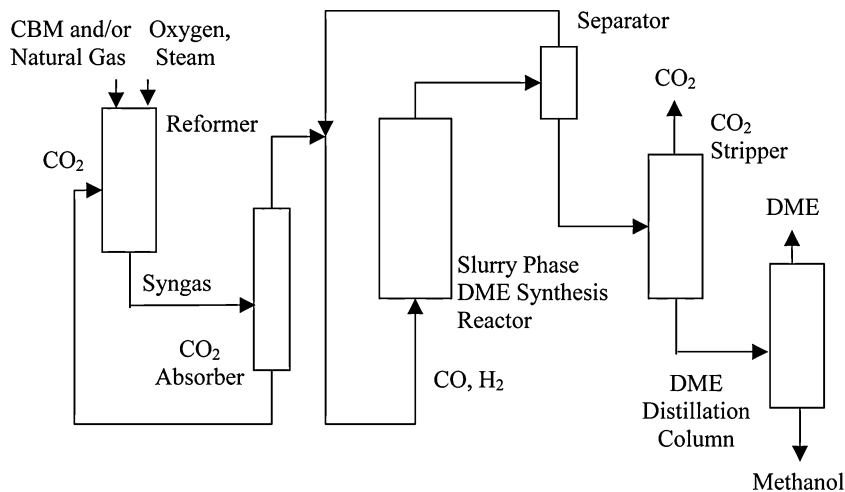 CBM and/or
Natural Gas
Oxygen,
Steam
Separator
Reformer
CO₂
CO₂
CO₂
Stripper
DME
Syngas
Slurry Phase
DME Synthesis
Reactor
CO₂
Absorber
CO, H₂
DME
Distillation
Column
Methanol